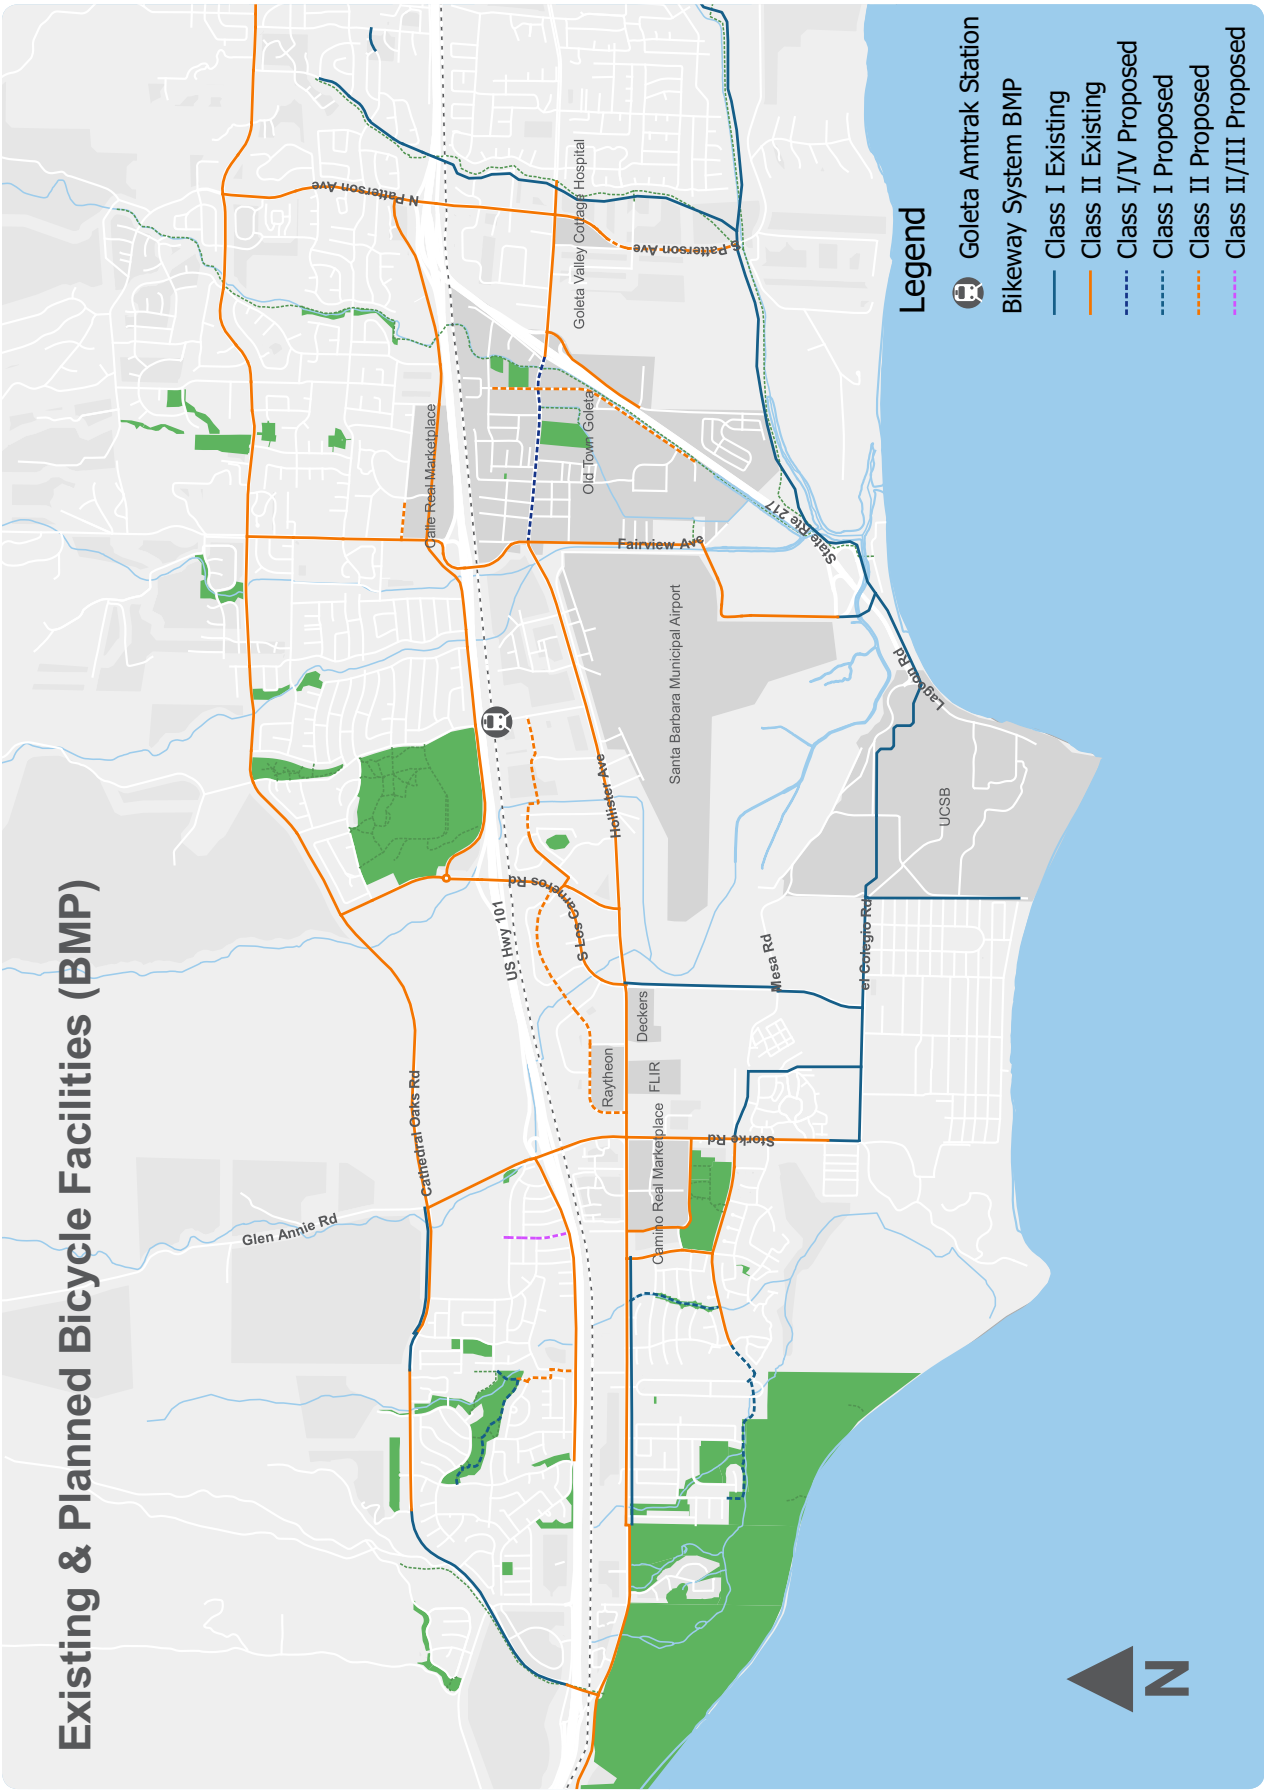 Existing & Planned Bicycle Facilities (BMP)
Glen Annie Rd
Cathedral Oaks Rd
N Patterson Ave
Calle Real Marketplace
US Hwy 101
S Los Carneros Rd
Hollister Ave
Goleta Valley Cottage Hospital
Old Town Goleta
S Patterson Ave
Fairview Ave
State Rte 217
Santa Barbara Municipal Airport
Raytheon
Deckers
FLIR
Camino Real Marketplace
Storke Rd
Mesa Rd
el Colegio Rd
Lagoon Rd
UCSB
Legend
Goleta Amtrak Station
Bikeway System BMP
Class I Existing
Class II Existing
Class I/IV Proposed
Class I Proposed
Class II Proposed
Class II/III Proposed
N